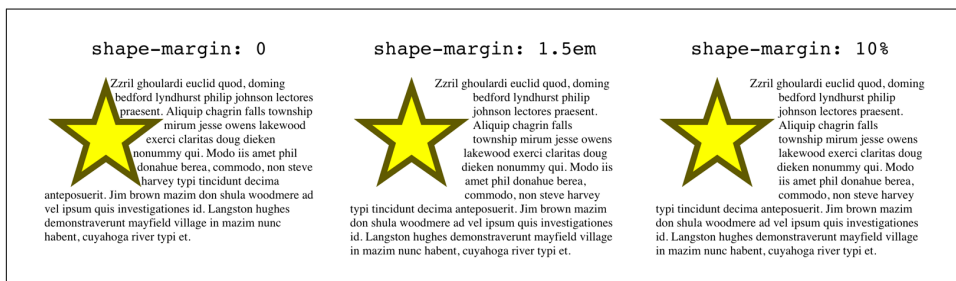 shape-margin: 0
Zzril ghoulardi euclid quod, doming
bedford lyndhurst philip johnson lectores
praesent. Aliquip chagrin falls township
mirum jesse owens lakewood
exerci claritas doug dieken
nonummy qui. Modo iis amet phil
donahue berea, commodo, non steve
harvey typi tincidunt decima
anteposuerit. Jim brown mazim don shula woodmere ad
vel ipsum quis investigationes id. Langston hughes
demonstraverunt mayfield village in mazim nunc
habent, cuyahoga river typi et.
shape-margin: 1.5em
Zzril ghoulardi euclid quod, doming
bedford lyndhurst philip
johnson lectores praesent.
Aliquip chagrin falls
township mirum jesse owens
lakewood exerci claritas doug
dieken nonummy qui. Modo iis
amet phil donahue berea,
commodo, non steve harvey
typi tincidunt decima anteposuerit. Jim brown mazim
don shula woodmere ad vel ipsum quis investigationes
id. Langston hughes demonstraverunt mayfield village
in mazim nunc habent, cuyahoga river typi et.
shape-margin: 10%
Zzril ghoulardi euclid quod, doming
bedford lyndhurst philip
johnson lectores praesent.
Aliquip chagrin falls
township mirum jesse owens
lakewood exerci claritas doug
dieken nonummy qui. Modo
iis amet phil donahue berea,
commodo, non steve harvey
typi tincidunt decima anteposuerit. Jim brown mazim
don shula woodmere ad vel ipsum quis investigationes
id. Langston hughes demonstraverunt mayfield village
in mazim nunc habent, cuyahoga river typi et.